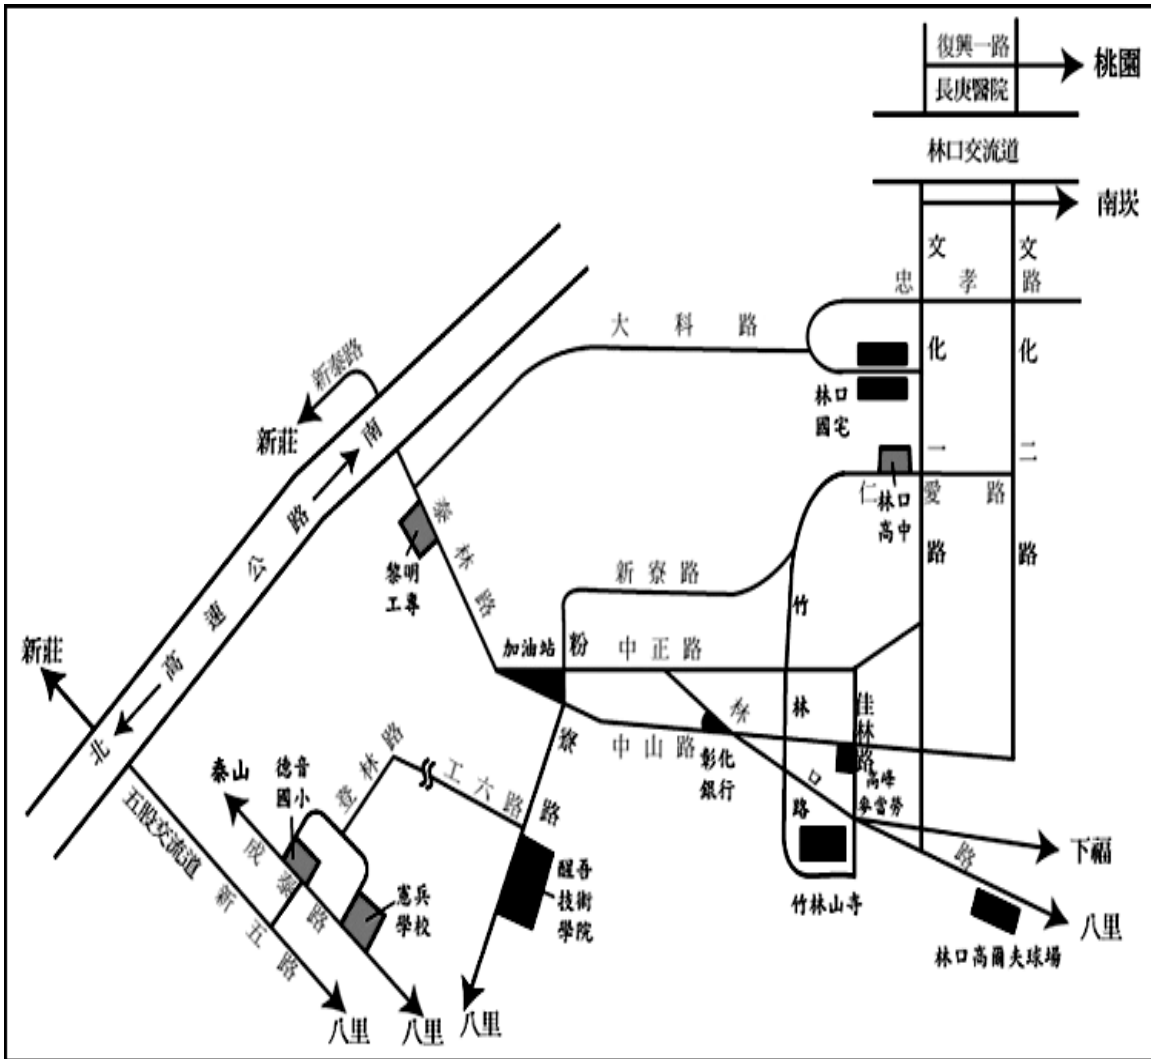 復興一路
桃園
長庚醫院
林口交流道
南崁
文化一路
文化二路
忠孝路
大科路
林口
國宅
新泰路
新莊
南
北
高速公路
泰林路
黎明
工專
林口
高中
仁愛路
新寮路
竹林路
加油站
粉寮路
中正路
佳林路
中山路
彰化
銀行
林口路
高峰
麥當勞
下福
八里
竹林山寺
林口高爾夫球場
新莊
五股交流道
新五路
八里
泰山
德音
國小
成泰路
八里
登林路
工六路
憲兵
學校
醒吾
技術
學院
八里